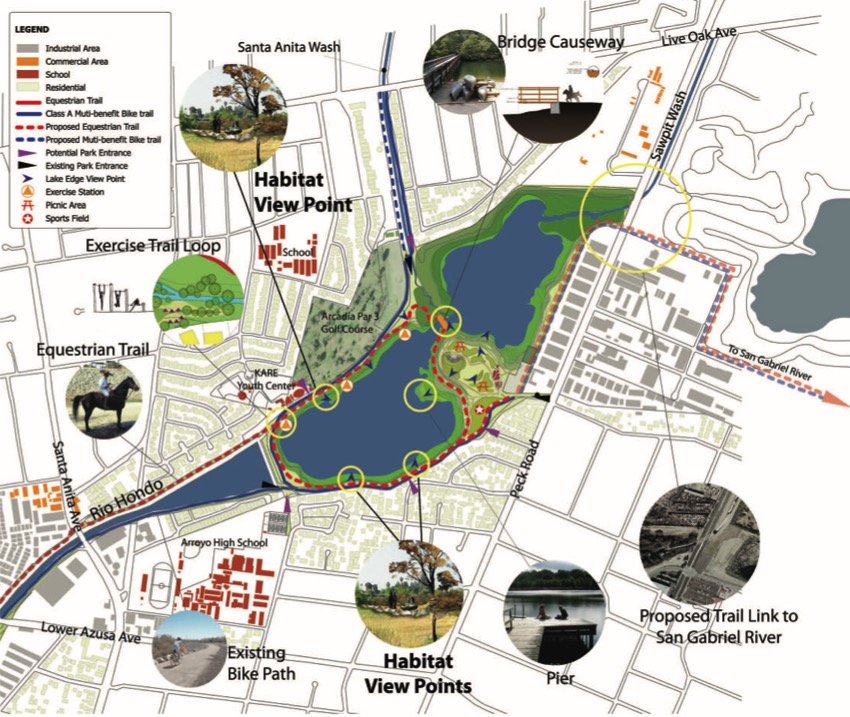 LEGEND
Industrial Area
Commercial Area
School
Residential
Equestrian Trail
Class A Muti-benefit Bike trail
Proposed Equestrian Trail
Proposed Muti-benefit Bike trail
Potential Park Entrance
Existing Park Entrance
Lake Edge View Point
Exercise Station
Picnic Area
Sports Field
Santa Anita Wash
Bridge Causeway
Live Oak Ave
Sawpit Wash
Habitat
View Point
Exercise Trail Loop
School
Arcadia Par 3
Golf Course
Equestrian Trail
KARE
Youth Center
To San Gabriel River
Santa Anita Ave
Rio Hondo
Peck Road
Arroyo High School
Lower Azusa Ave
Existing
Bike Path
Habitat
View Points
Pier
Proposed Trail Link to
San Gabriel River